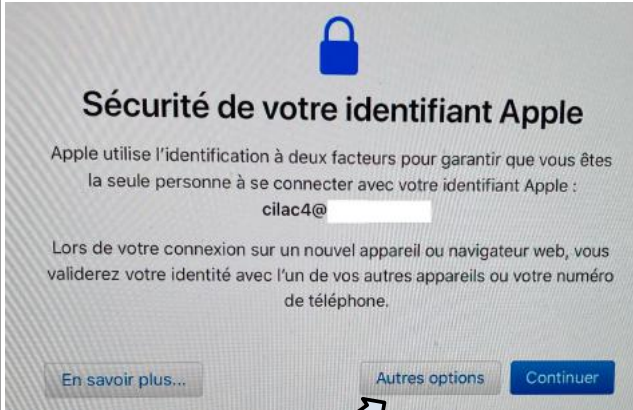 Sécurité de votre identifiant Apple
Apple utilise l'identification à deux facteurs pour garantir que vous êtes
la seule personne à se connecter avec votre identifiant Apple :
cilac4@
Lors de votre connexion sur un nouvel appareil ou navigateur web, vous
validerez votre identité avec l'un de vos autres appareils ou votre numéro
de téléphone.
En savoir plus...
Autres options
Continuer